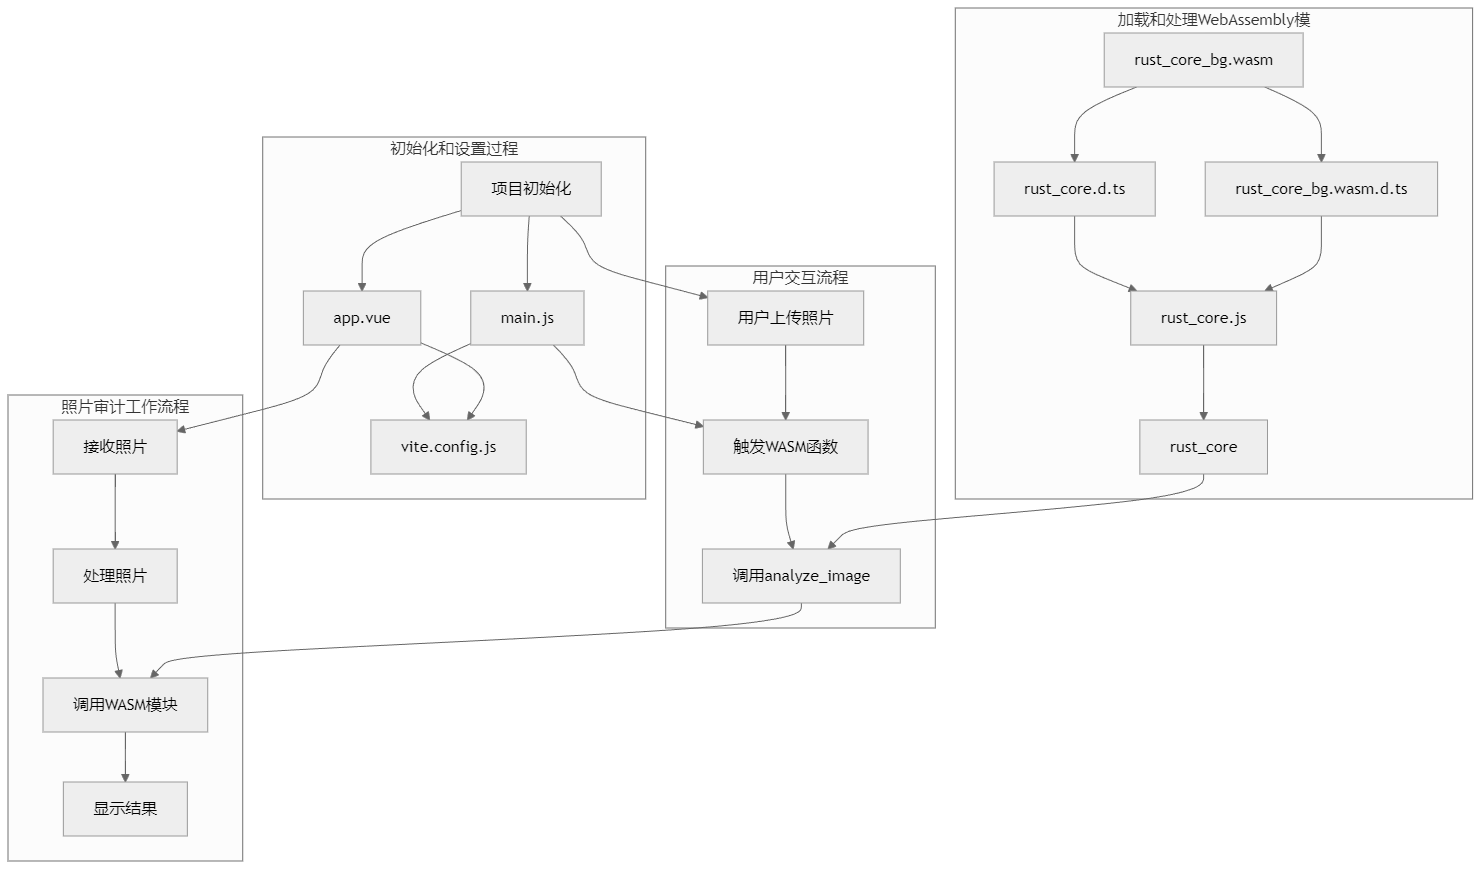 加载和处理WebAssembly模
rust_core_bg.wasm
rust_core.d.ts
rust_core_bg.wasm.d.ts
rust_core.js
rust_core
初始化和设置过程
项目初始化
app.vue
main.js
vite.config.js
用户交互流程
用户上传照片
触发WASM函数
调用analyze_image
照片审计工作流程
接收照片
处理照片
调用WASM模块
显示结果